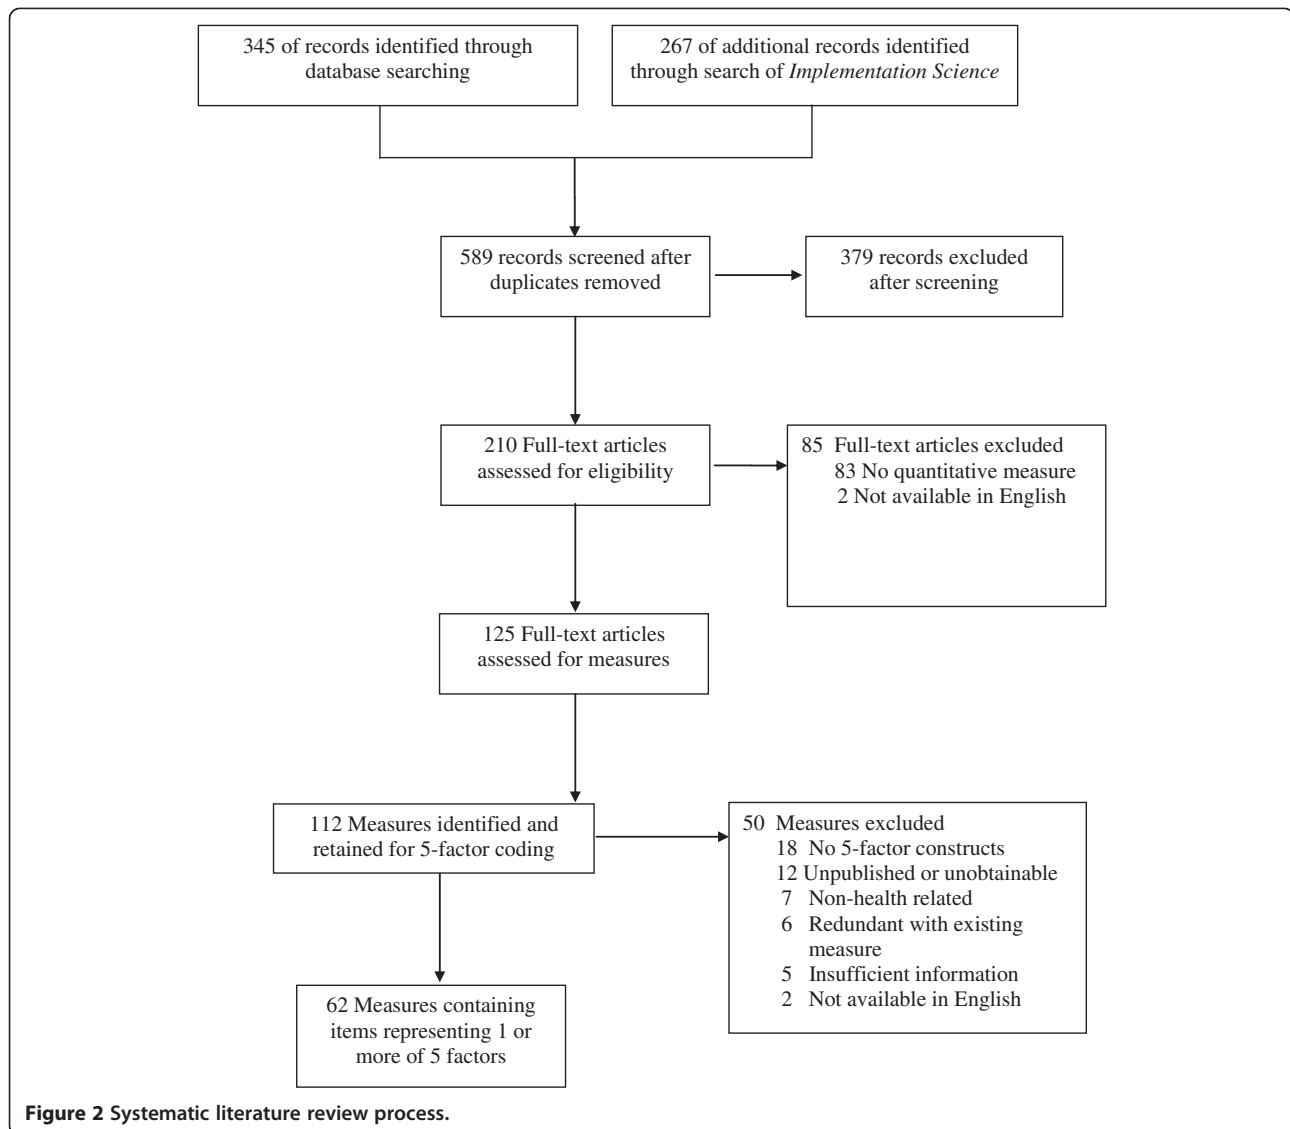 345 of records identified through
database searching
267 of additional records identified
through search of Implementation Science
589 records screened after
duplicates removed
379 records excluded
after screening
210 Full-text articles
assessed for eligibility
85 Full-text articles excluded
83 No quantitative measure
2 Not available in English
125 Full-text articles
assessed for measures
112 Measures identified and
retained for 5-factor coding
50 Measures excluded
18 No 5-factor constructs
12 Unpublished or unobtainable
7 Non-health related
6 Redundant with existing
measure
5 Insufficient information
2 Not available in English
62 Measures containing
items representing 1 or
more of 5 factors
Figure 2 Systematic literature review process.